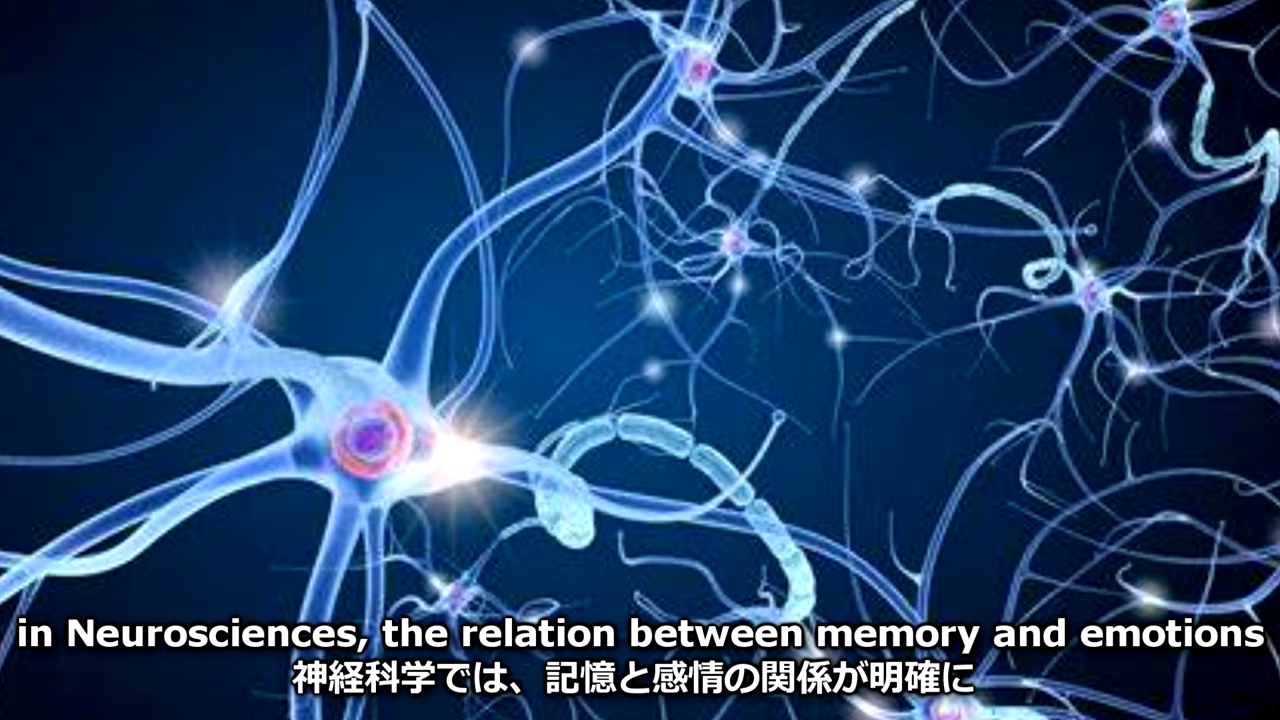 in Neurosciences, the relation between memory and emotions
神経科学では、記憶と感情の関係が明確に